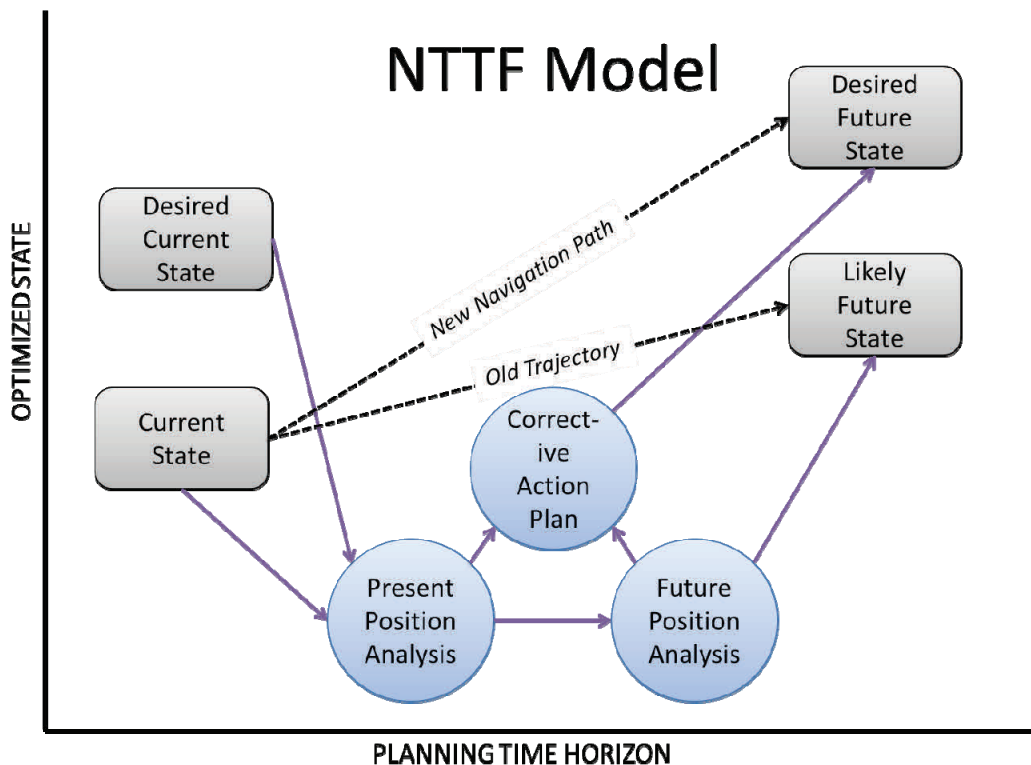 NTTF Model
Desired
Future
State
Desired
Current
State
New Navigation Path
Likely
Future
State
Old Trajectory
Current
State
Correct-
ive
Action
Plan
Present
Position
Analysis
Future
Position
Analysis
OPTIMIZED STATE
PLANNING TIME HORIZON